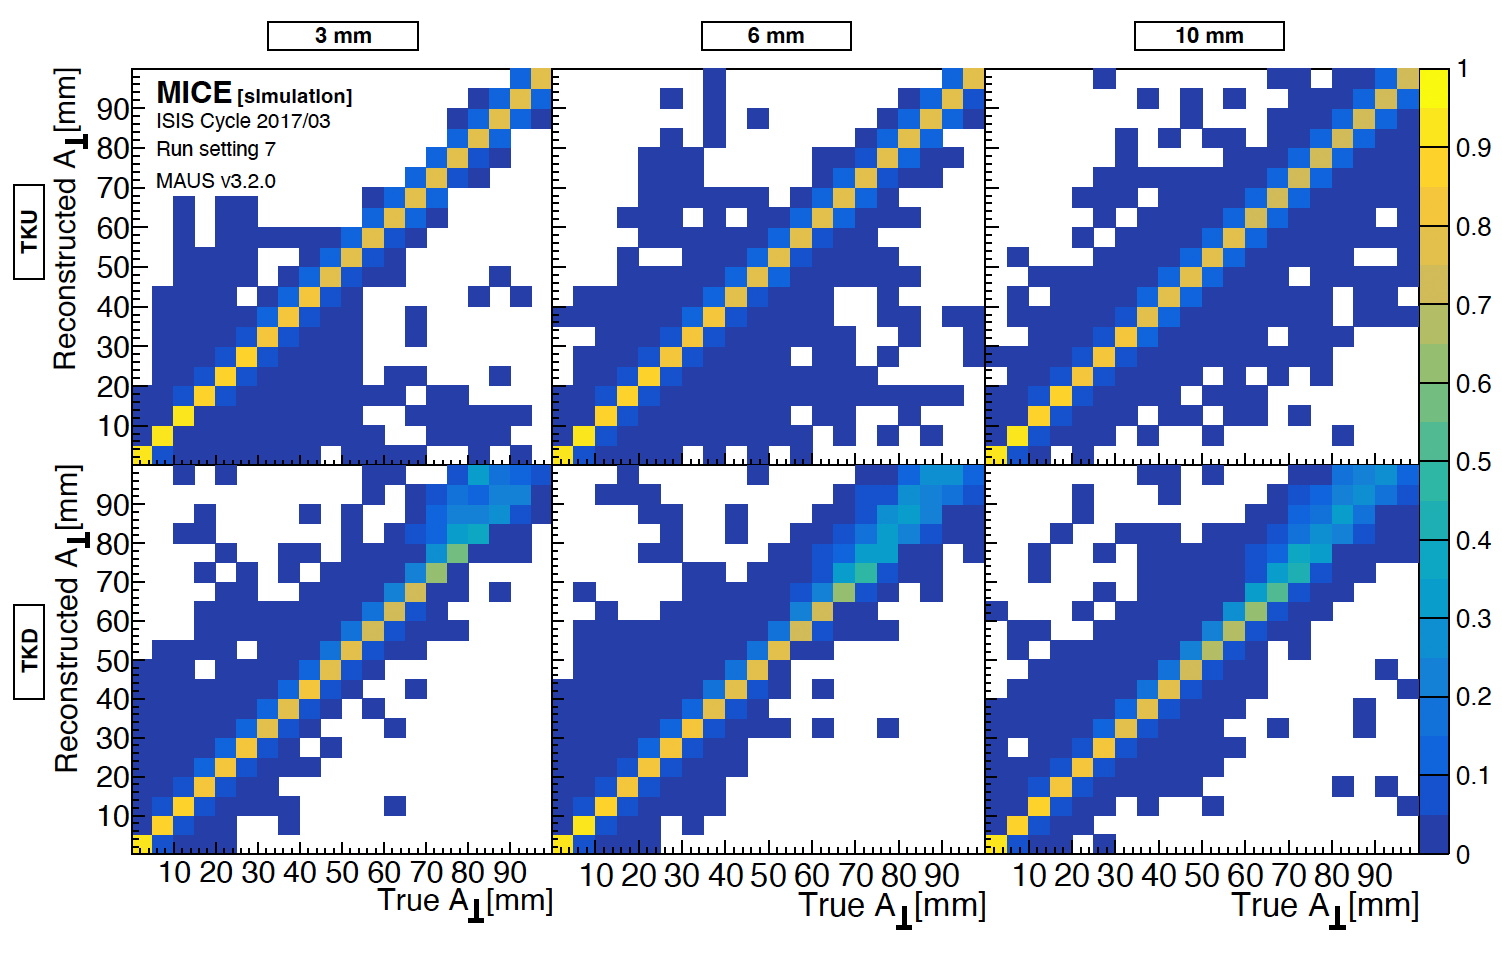 3 mm
6 mm
10 mm
MICE [simulation]
ISIS Cycle 2017/03
Run setting 7
MAUS v3.2.0
TKU
Reconstructed A⊥[mm]
90
80
70
60
50
40
30
20
10
TKD
Reconstructed A⊥[mm]
90
80
70
60
50
40
30
20
10
10 20 30 40 50 60 70 80 90
True A⊥[mm]
10 20 30 40 50 60 70 80 90
True A⊥[mm]
10 20 30 40 50 60 70 80 90
True A⊥[mm]
1
0.9
0.8
0.7
0.6
0.5
0.4
0.3
0.2
0.1
0